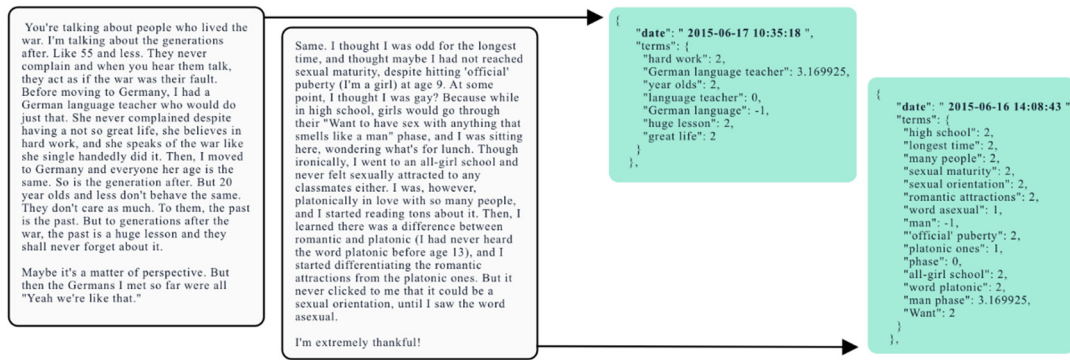 You're talking about people who lived the
war. I'm talking about the generations
after. Like 55 and less. They never
complain and when you hear them talk,
they act as if the war was their fault.
Before moving to Germany, I had a
German language teacher who would do
just that. She never complained despite
having a not so great life, she believes in
hard work, and she speaks of the war like
she single handedly did it. Then, I moved
to Germany and everyone her age is the
same. So is the generation after. But 20
year olds and less don't behave the same.
They don't care as much. To them, the past
is the past. But to generations after the
war, the past is a huge lesson and they
shall never forget about it.
Maybe it's a matter of perspective. But
then the Germans I met so far were all
"Yeah we're like that."
Same. I thought I was odd for the longest
time, and thought maybe I had not reached
sexual maturity, despite hitting 'official'
puberty (I'm a girl) at age 9. At some
point, I thought I was gay? Because while
in high school, girls would go through
their "Want to have sex with anything that
smells like a man" phase, and I was sitting
here, wondering what's for lunch. Though
ironically, I went to an all-girl school and
never felt sexually attracted to any
classmates either. I was, however,
platonically in love with so many people,
and I started reading tons about it. Then, I
learned there was a difference between
romantic and platonic (I had never heard
the word platonic before age 13), and I
started differentiating the romantic
attractions from the platonic ones. But it
never clicked to me that it could be a
sexual orientation, until I saw the word
asexual.
I'm extremely thankful!
{
"date": " 2015-06-17 10:35:18 ",
"terms": {
"hard work": 2,
"German language teacher": 3.169925,
"year olds": 2,
"language teacher": 0,
"German language": -1,
"huge lesson": 2,
"great life": 2
}
},
{
"date": " 2015-06-16 14:08:43 "
"terms": {
"high school": 2,
"longest time": 2,
"many people": 2,
"sexual maturity": 2,
"sexual orientation": 2,
"romantic attractions": 2,
"word asexual": 1,
"man": -1,
"'official' puberty": 2,
"platonic ones": 1,
"phase": 0,
"all-girl school": 2,
"word platonic": 2,
"man phase": 3.169925,
"Want": 2
}
},